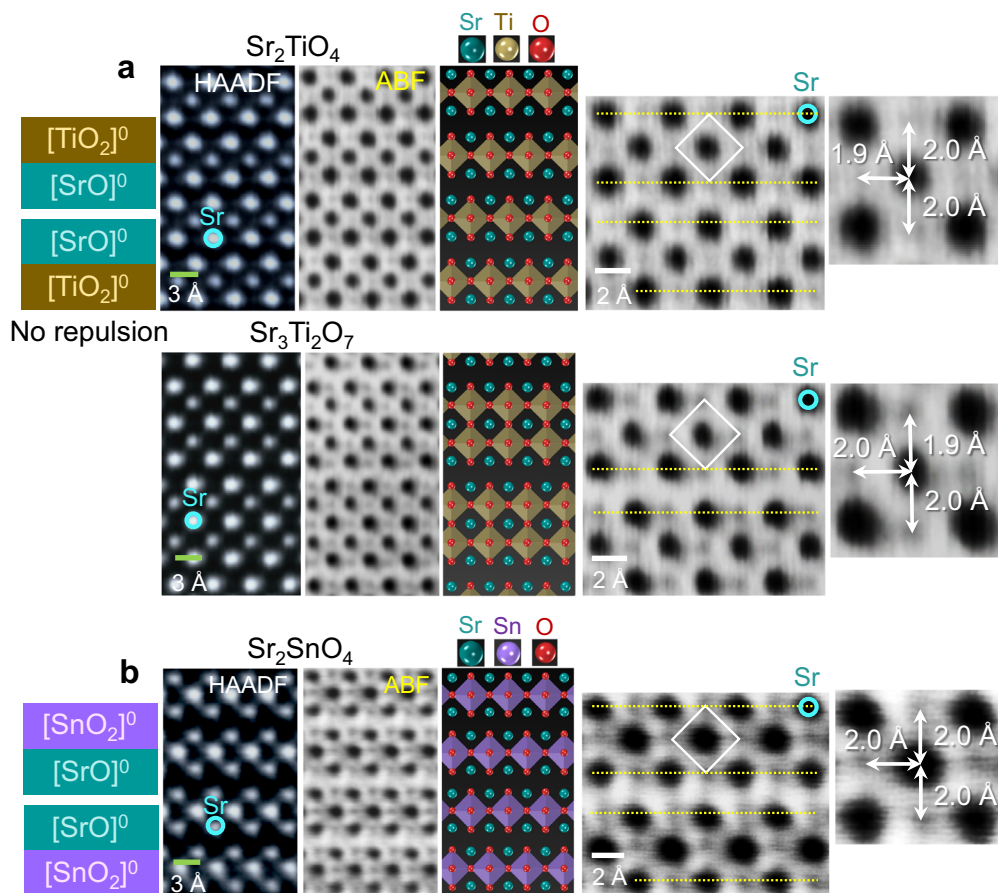 Sr Ti O
Sr₂TiO₄
a
HAADF
ABF
Sr
[TiO₂]⁰
[SrO]⁰
[SrO]⁰
[TiO₂]⁰
Sr
3 Å
2 Å
1.9 Å
2.0 Å
2.0 Å
No repulsion
Sr₃Ti₂O₇
Sr
Sr
3 Å
2 Å
2.0 Å
1.9 Å
2.0 Å
Sr Sn O
Sr₂SnO₄
b
HAADF
ABF
Sr
[SnO₂]⁰
[SrO]⁰
[SrO]⁰
[SnO₂]⁰
Sr
3 Å
2 Å
2.0 Å
2.0 Å
2.0 Å